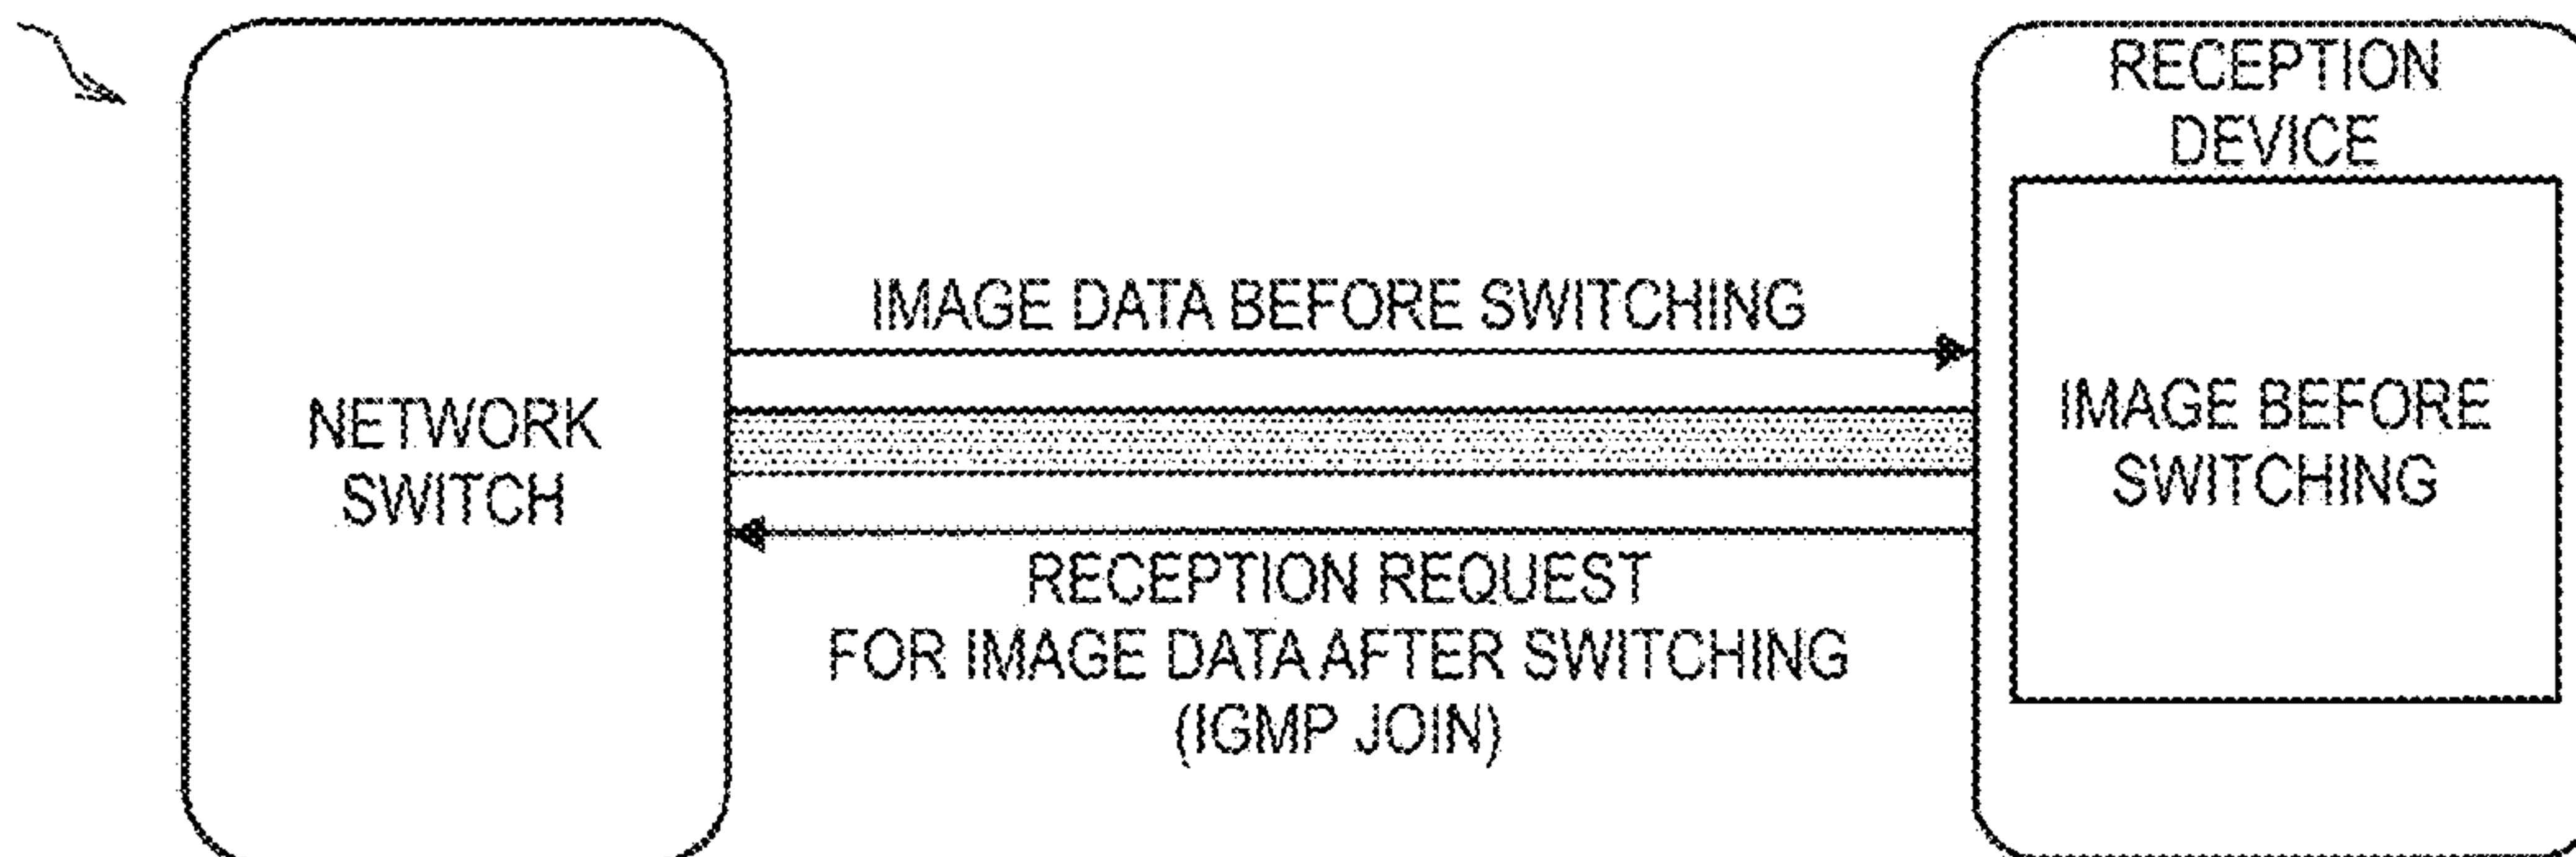 RECEPTION
DEVICE
IMAGE DATA BEFORE SWITCHING
NETWORK
SWITCH
IMAGE BEFORE
SWITCHING
RECEPTION REQUEST
FOR IMAGE DATA AFTER SWITCHING
(IGMP JOIN)